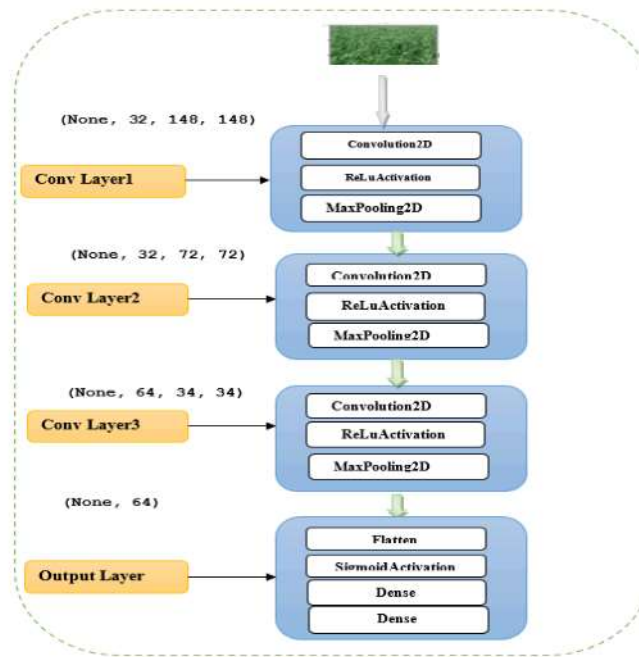 (None, 32, 148, 148)
Convolution2D
Conv Layer1
ReLuActivation
MaxPooling2D
(None, 32, 72, 72)
Convolution2D
Conv Layer2
ReLuActivation
MaxPooling2D
(None, 64, 34, 34)
Convolution2D
Conv Layer3
ReLuActivation
MaxPooling2D
(None, 64)
Flatten
SigmoidActivation
Output Layer
Dense
Dense